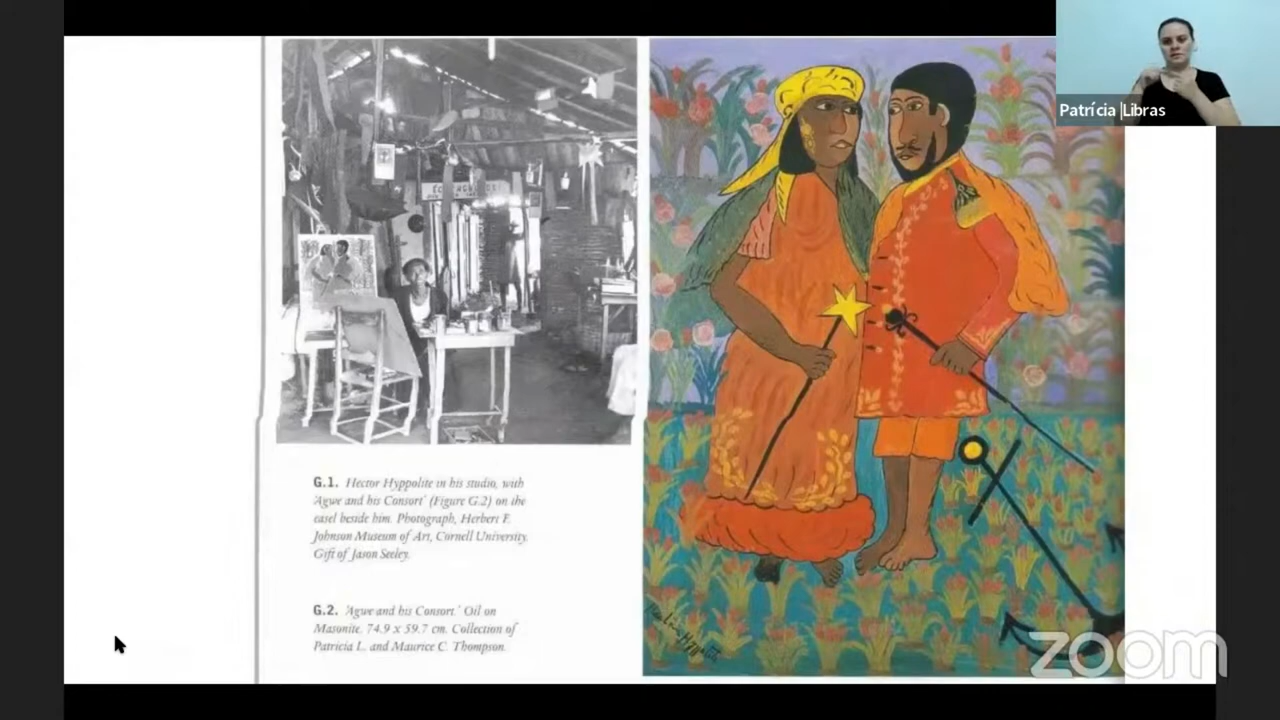 Patrícia |Libras
G.1. Hector Hyppolite in his studio, with
'Agwe and his Consort' (Figure G.2) on the
easel beside him. Photograph, Herbert F.
Johnson Museum of Art, Cornell University.
Gift of Jason Seeley.
G.2. 'Agwe and his Consort.' Oil on
Masonite. 74.9 x 59.7 cm. Collection of
Patricia L. and Maurice C. Thompson.
zoom